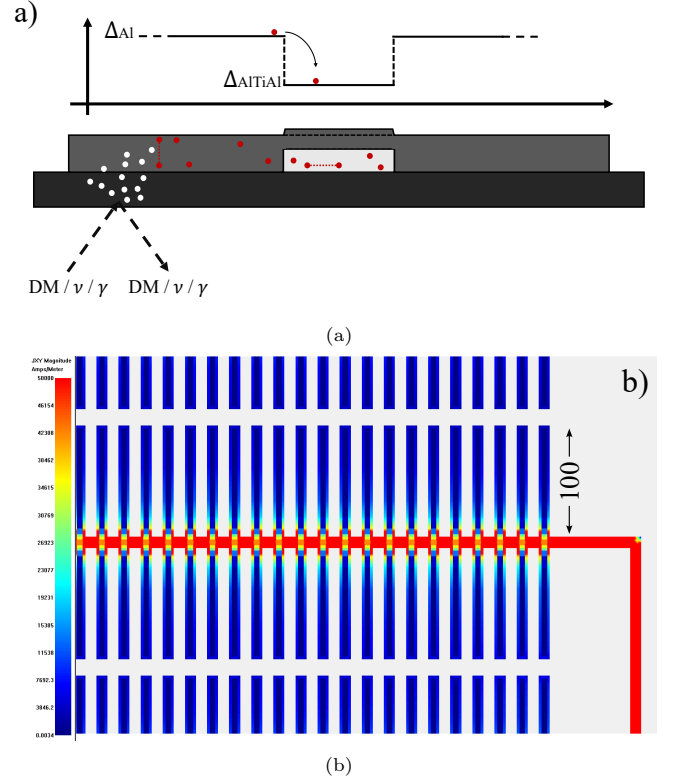 a)
ΔAl
ΔAlTiAl
DM / ν / γ DM / ν / γ
(a)
JXY Magnitude
Amps/Meter
b)
50000
46154
42308
38462
34615
30769
26923
23077
19231
15385
11538
7692.3
3846.2
0.0034
100
(b)